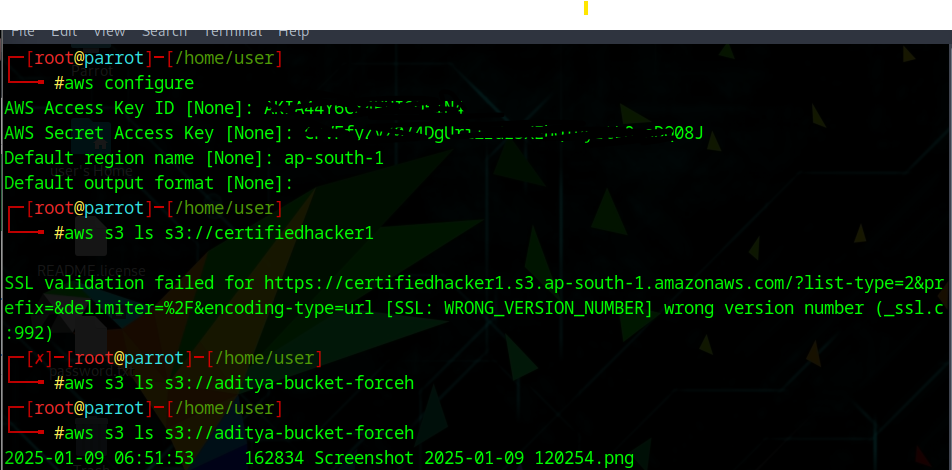 File Edit View Search Terminal Help
[root@parrot]─[/home/user]
#aws configure
AWS Access Key ID [None]:
AWS Secret Access Key [None]:
Default region name [None]: ap-south-1
Default output format [None]:
[root@parrot]─[/home/user]
#aws s3 ls s3://certifiedhacker1
SSL validation failed for https://certifiedhacker1.s3.ap-south-1.amazonaws.com/?list-type=2&pr
efix=&delimiter=%2F&encoding-type=url [SSL: WRONG_VERSION_NUMBER] wrong version number (_ssl.c
:992)
[✗]─[root@parrot]─[/home/user]
#aws s3 ls s3://aditya-bucket-forceh
[root@parrot]─[/home/user]
#aws s3 ls s3://aditya-bucket-forceh
2025-01-09 06:51:53     162834 Screenshot 2025-01-09 120254.png